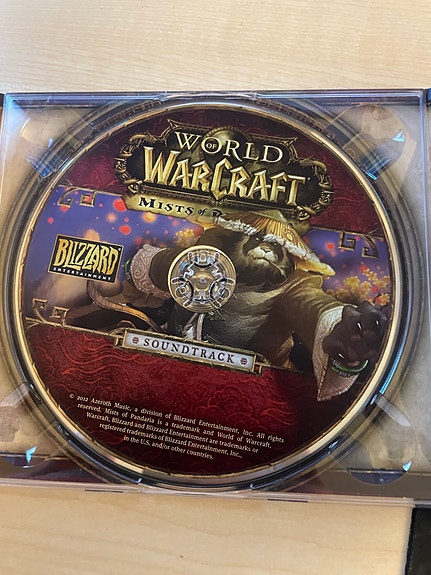 WORLD
OF
WARCRAFT
MISTS of
BLIZZARD
ENTERTAINMENT
SOUNDTRACK
© 2012 Azeroth Music, a division of Blizzard Entertainment, Inc. All rights
reserved. Mists of Pandaria is a trademark and World of Warcraft,
Warcraft, Blizzard and Blizzard Entertainment are trademarks or
registered trademarks of Blizzard Entertainment, Inc.,
in the U.S. and/or other countries.